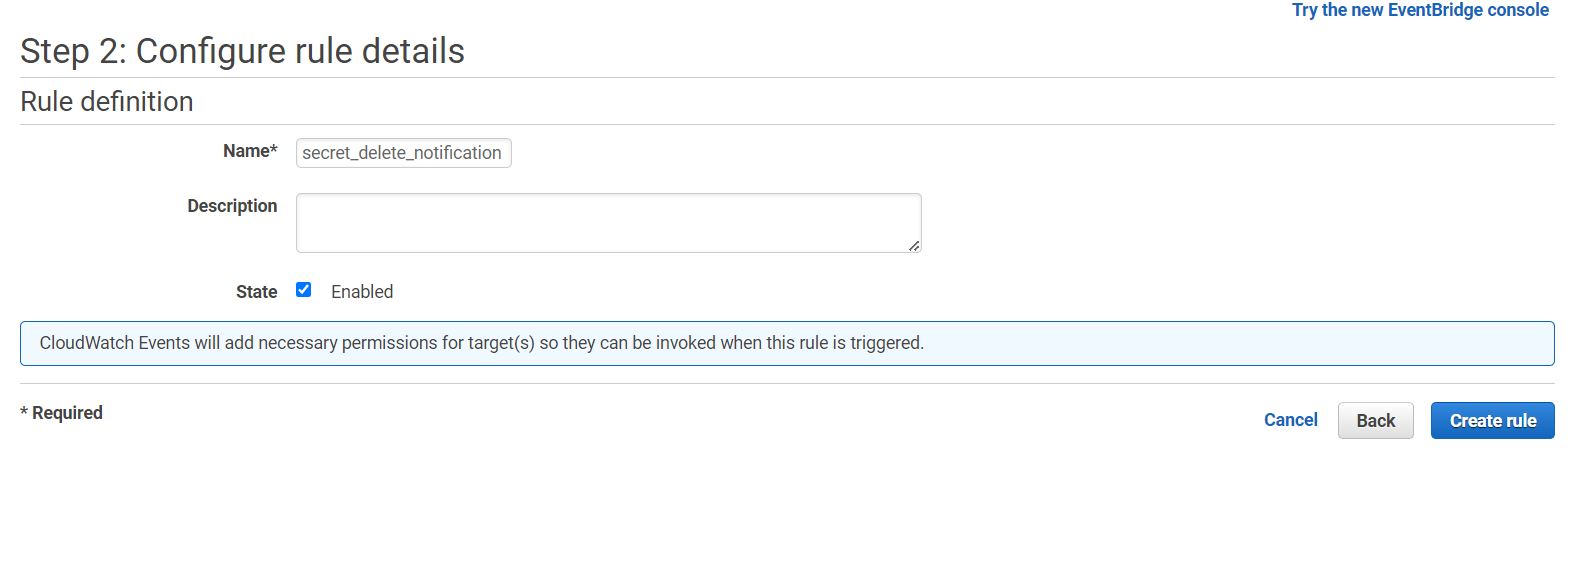 Try the new EventBridge console
Step 2: Configure rule details
Rule definition
Name* secret_delete_notification
Description
State Enabled
CloudWatch Events will add necessary permissions for target(s) so they can be invoked when this rule is triggered.
* Required Cancel Back Create rule